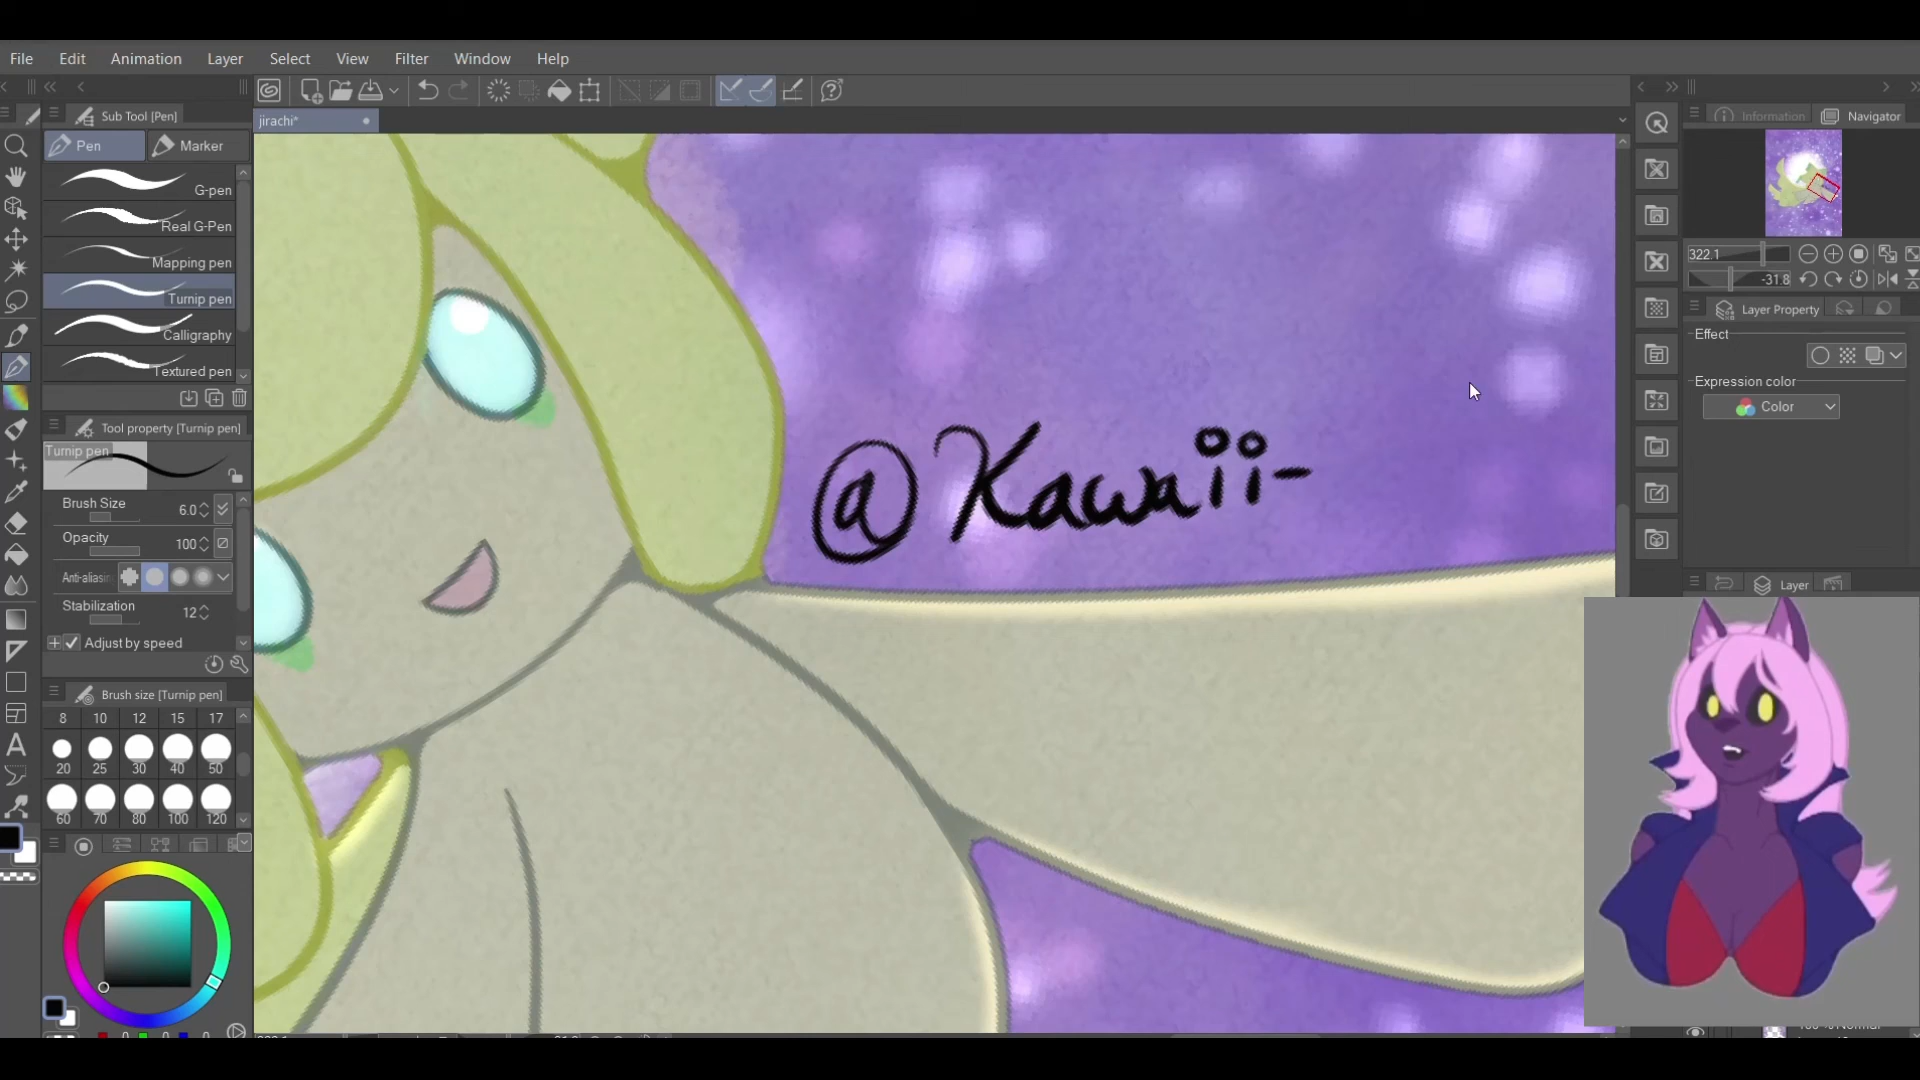 File Edit Animation Layer Select View Filter Window Help
Sub Tool [Pen]
jirachi*
Information Navigator
Pen Marker
G-pen
Real G-Pen
Mapping pen
Turnip pen
Calligraphy
Textured pen
322.1
-31.8
Layer Property
Effect
Expression color
Color
Tool property [Turnip pen]
Turnip pen
Brush Size 6.0
Opacity 100
Anti-aliasin
Stabilization 12
Adjust by speed
@Kawaii-
Layer
Brush size [Turnip pen]
8 10 12 15 17
20 25 30 40 50
60 70 80 100 120